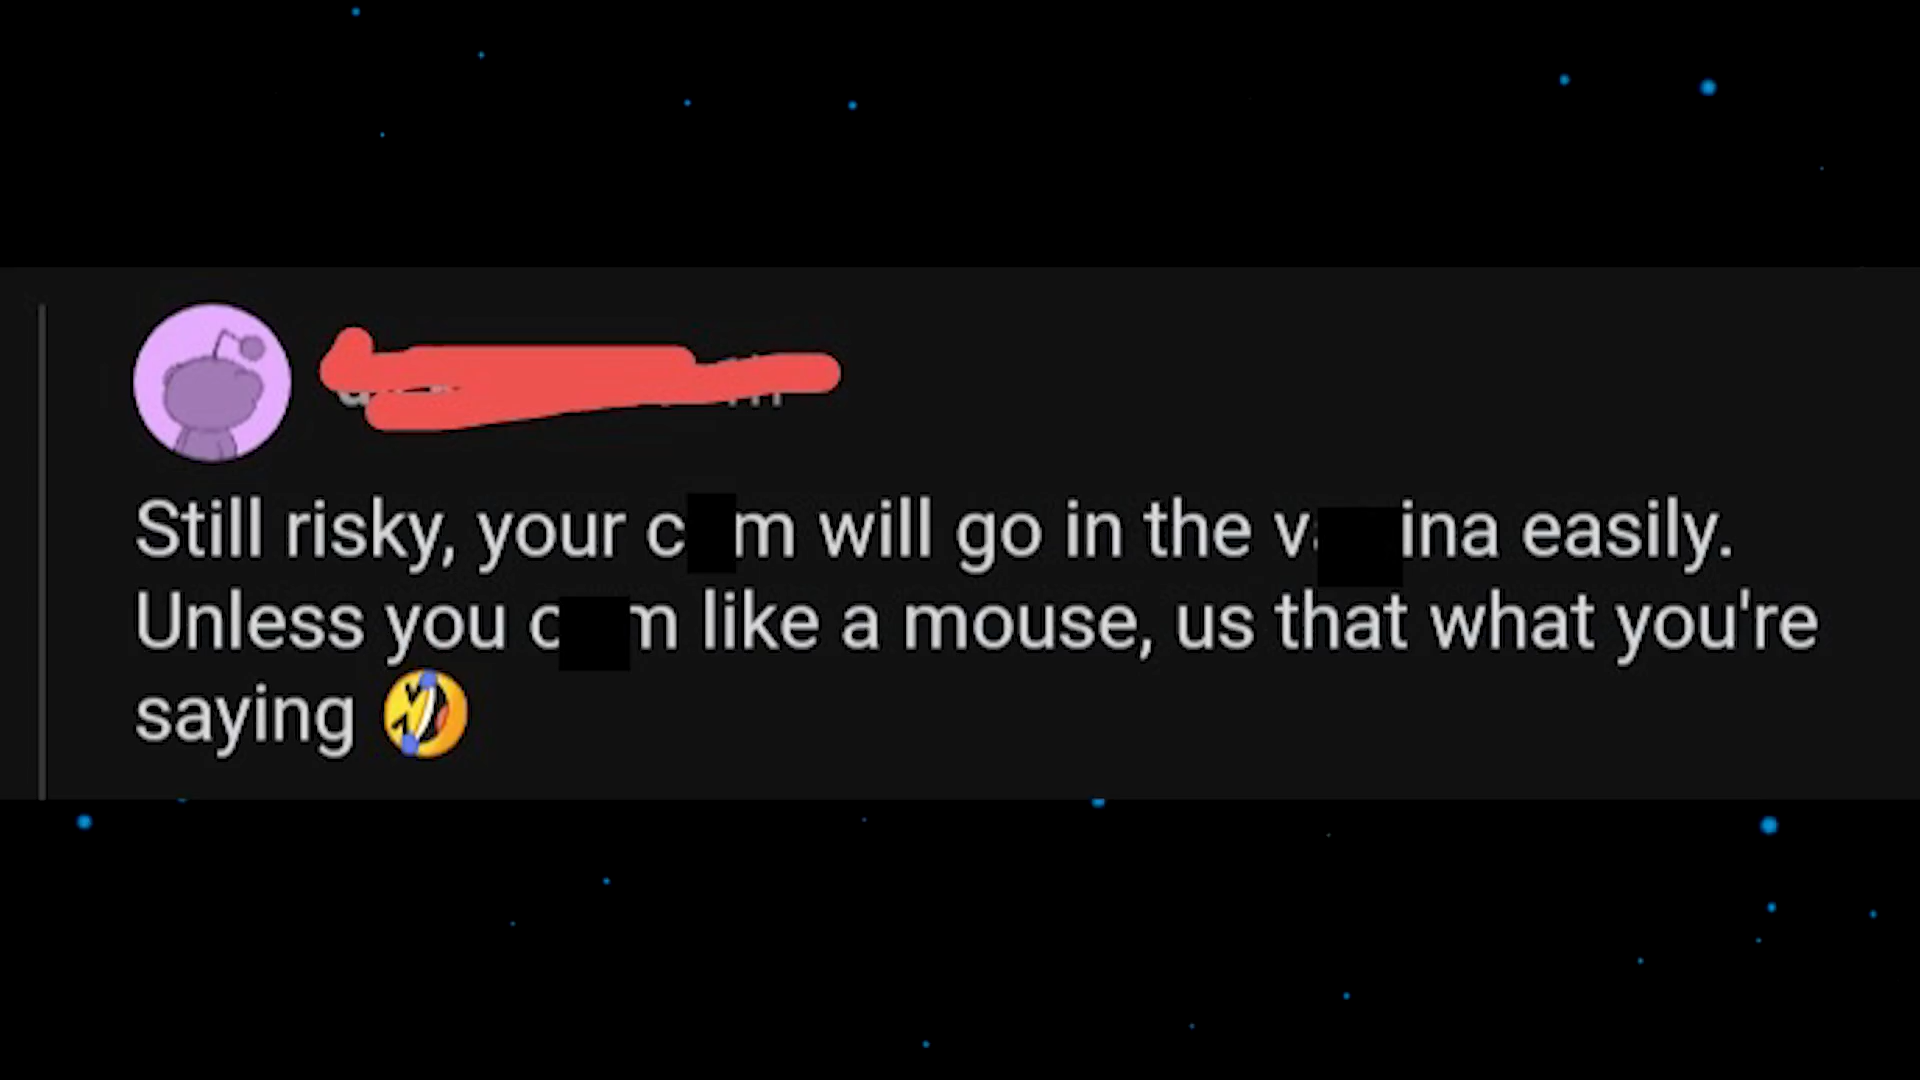 Still risky, your c m will go in the va ina easily.
Unless you c m like a mouse, us that what you're
saying 🤣